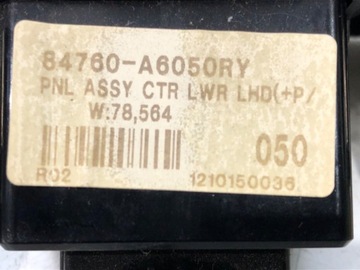 84760-A6050RY
PNL ASSY CTR LWR LHD(+P/
W:78,564
050
R02
1210150036